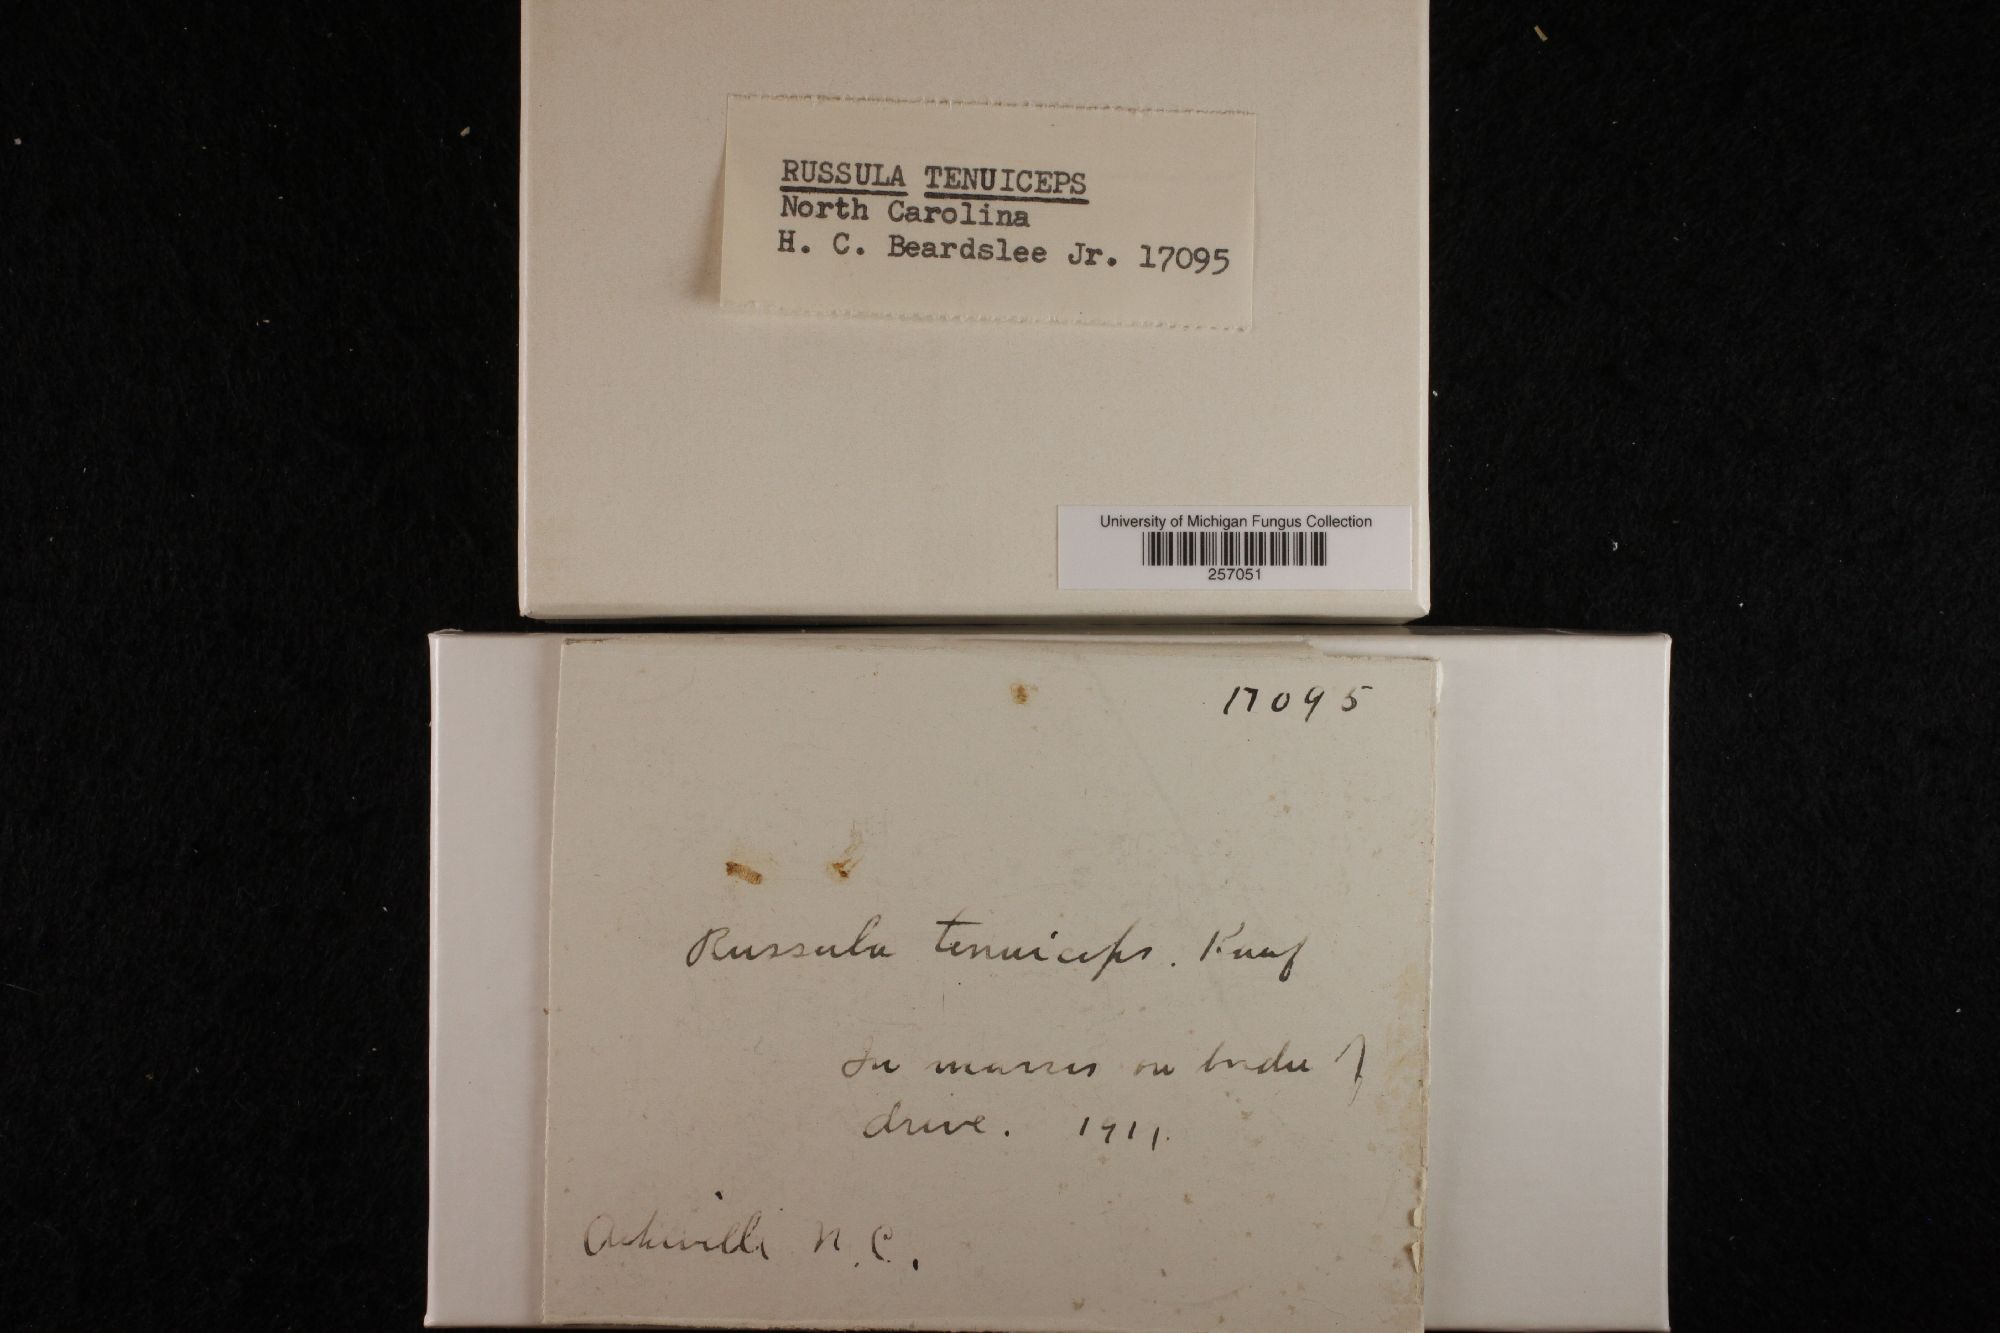 RUSSULA TENUICEPS
North Carolina
H. C. Beardslee Jr. 17095
University of Michigan Fungus Collection
257051
17095
Russula tenuiceps. Kauf
In masses on border of
drive. 1911.
Asheville N.C.